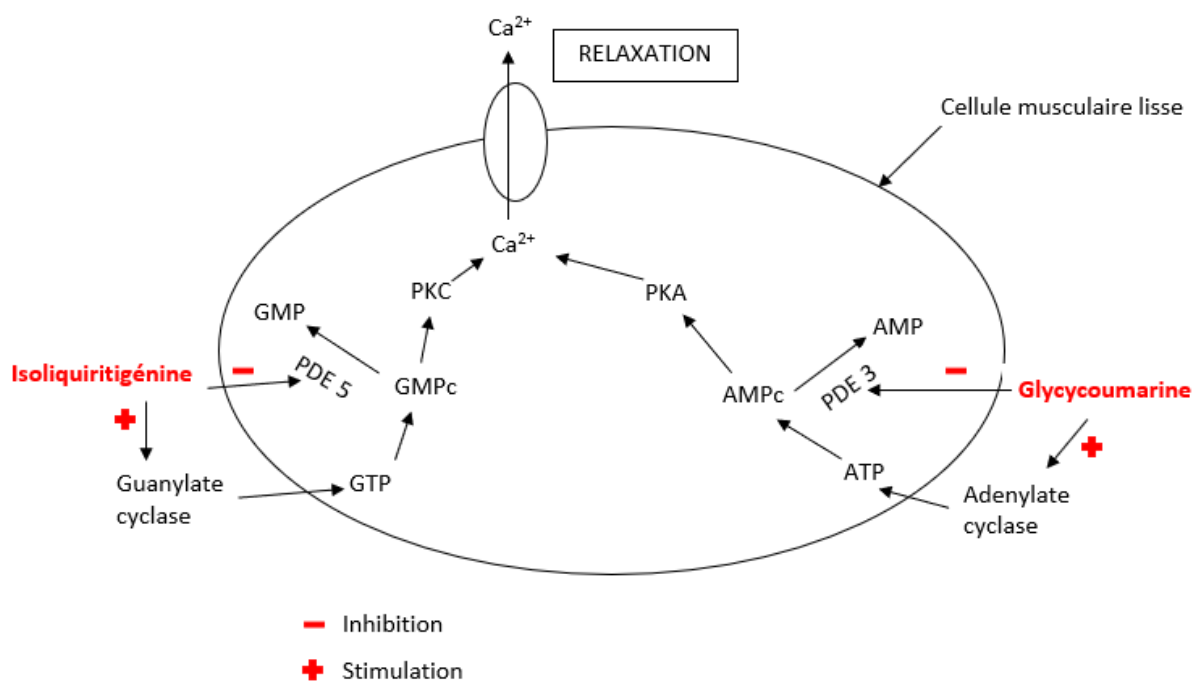 Ca²⁺
RELAXATION
Cellule musculaire lisse
Ca²⁺
PKC
PKA
GMP
AMP
Isoliquiritigénine
PDE 5
GMPc
AMPc
PDE 3
Glycycoumarine
Guanylate
cyclase
GTP
ATP
Adenylate
cyclase
Inhibition
Stimulation